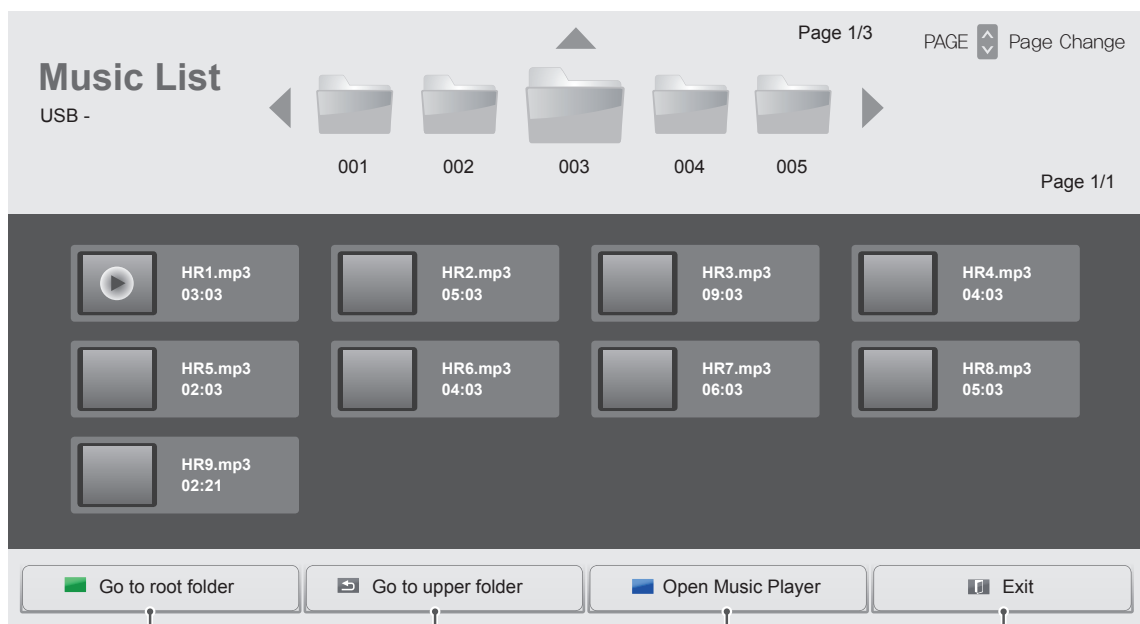 Page 1/3
PAGE Page Change
Music List
USB -
001 002 003 004 005
Page 1/1
HR1.mp3 HR2.mp3 HR3.mp3 HR4.mp3
03:03 05:03 09:03 04:03
HR5.mp3 HR6.mp3 HR7.mp3 HR8.mp3
02:03 04:03 06:03 05:03
HR9.mp3
02:21
Go to root folder Go to upper folder Open Music Player Exit